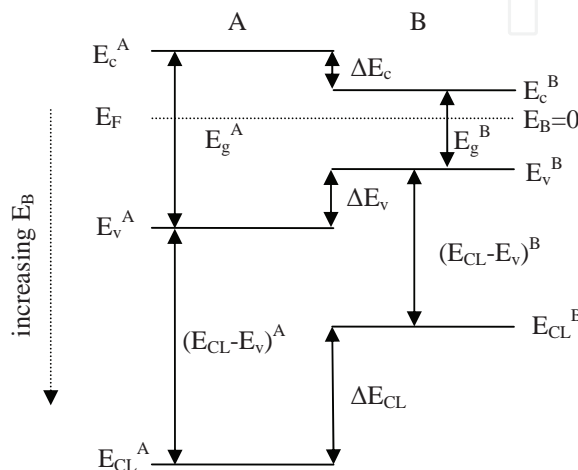 A B
E_c^A
ΔE_c
E_c^B
E_F
E_B=0
E_g^A
E_g^B
E_v^B
ΔE_v
E_v^A
increasing E_B
(E_CL-E_v)^B
E_CL^B
(E_CL-E_v)^A
ΔE_CL
E_CL^A